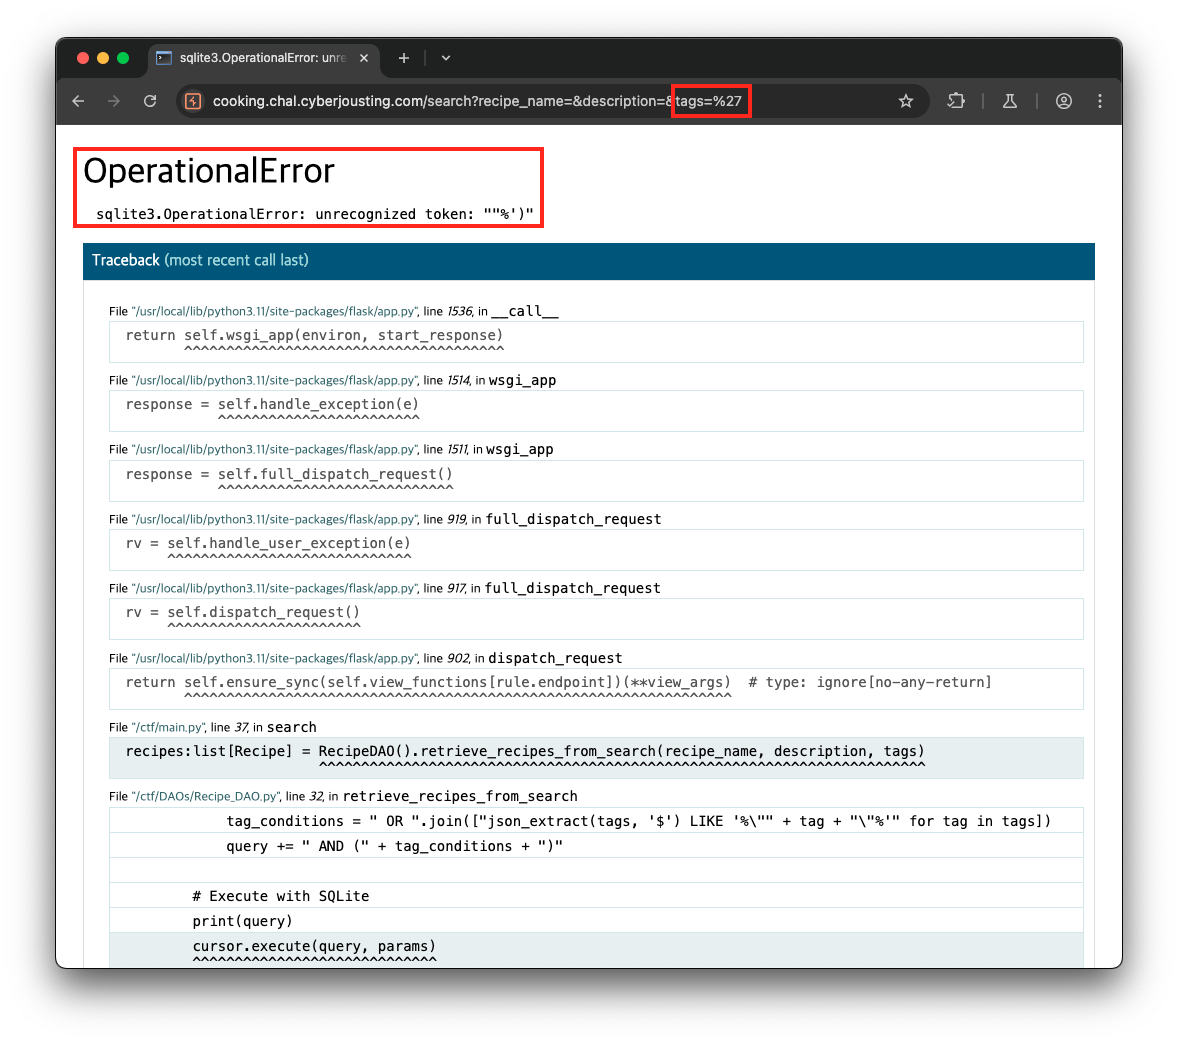 sqlite3.OperationalError: unre
cooking.chal.cyberjousting.com/search?recipe_name=&description=&tags=%27
OperationalError
sqlite3.OperationalError: unrecognized token: ""%')"
Traceback (most recent call last)
File "/usr/local/lib/python3.11/site-packages/flask/app.py", line 1536, in __call__
return self.wsgi_app(environ, start_response)
^^^^^^^^^^^^^^^^^^^^^^^^^^^^^^^^^^^^^^
File "/usr/local/lib/python3.11/site-packages/flask/app.py", line 1514, in wsgi_app
response = self.handle_exception(e)
^^^^^^^^^^^^^^^^^^^^^^^^
File "/usr/local/lib/python3.11/site-packages/flask/app.py", line 1511, in wsgi_app
response = self.full_dispatch_request()
^^^^^^^^^^^^^^^^^^^^^^^^^^^^
File "/usr/local/lib/python3.11/site-packages/flask/app.py", line 919, in full_dispatch_request
rv = self.handle_user_exception(e)
^^^^^^^^^^^^^^^^^^^^^^^^^^^^^
File "/usr/local/lib/python3.11/site-packages/flask/app.py", line 917, in full_dispatch_request
rv = self.dispatch_request()
^^^^^^^^^^^^^^^^^^^^^^^
File "/usr/local/lib/python3.11/site-packages/flask/app.py", line 902, in dispatch_request
return self.ensure_sync(self.view_functions[rule.endpoint])(**view_args)  # type: ignore[no-any-return]
^^^^^^^^^^^^^^^^^^^^^^^^^^^^^^^^^^^^^^^^^^^^^^^^^^^^^^^^^^^^^^^^^
File "/ctf/main.py", line 37, in search
recipes:list[Recipe] = RecipeDAO().retrieve_recipes_from_search(recipe_name, description, tags)
^^^^^^^^^^^^^^^^^^^^^^^^^^^^^^^^^^^^^^^^^^^^^^^^^^^^^^^^^^^^^^^^^^^^^^^^
File "/ctf/DAOs/Recipe_DAO.py", line 32, in retrieve_recipes_from_search
tag_conditions = " OR ".join(["json_extract(tags, '$') LIKE '%\"" + tag + "\"%'" for tag in tags])
query += " AND (" + tag_conditions + ")"
# Execute with SQLite
print(query)
cursor.execute(query, params)
^^^^^^^^^^^^^^^^^^^^^^^^^^^^^